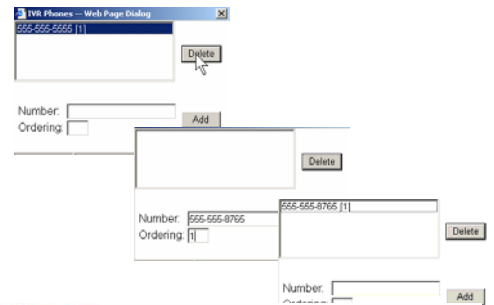 IVR Phones -- Web Page Dialog
555-555-5555 [1]
Delete
Number:
Add
Ordering:
Delete
Number: 555-555-8765
Ordering: 1
555-555-8765 [1]
Delete
Number:
Add
Ordering: